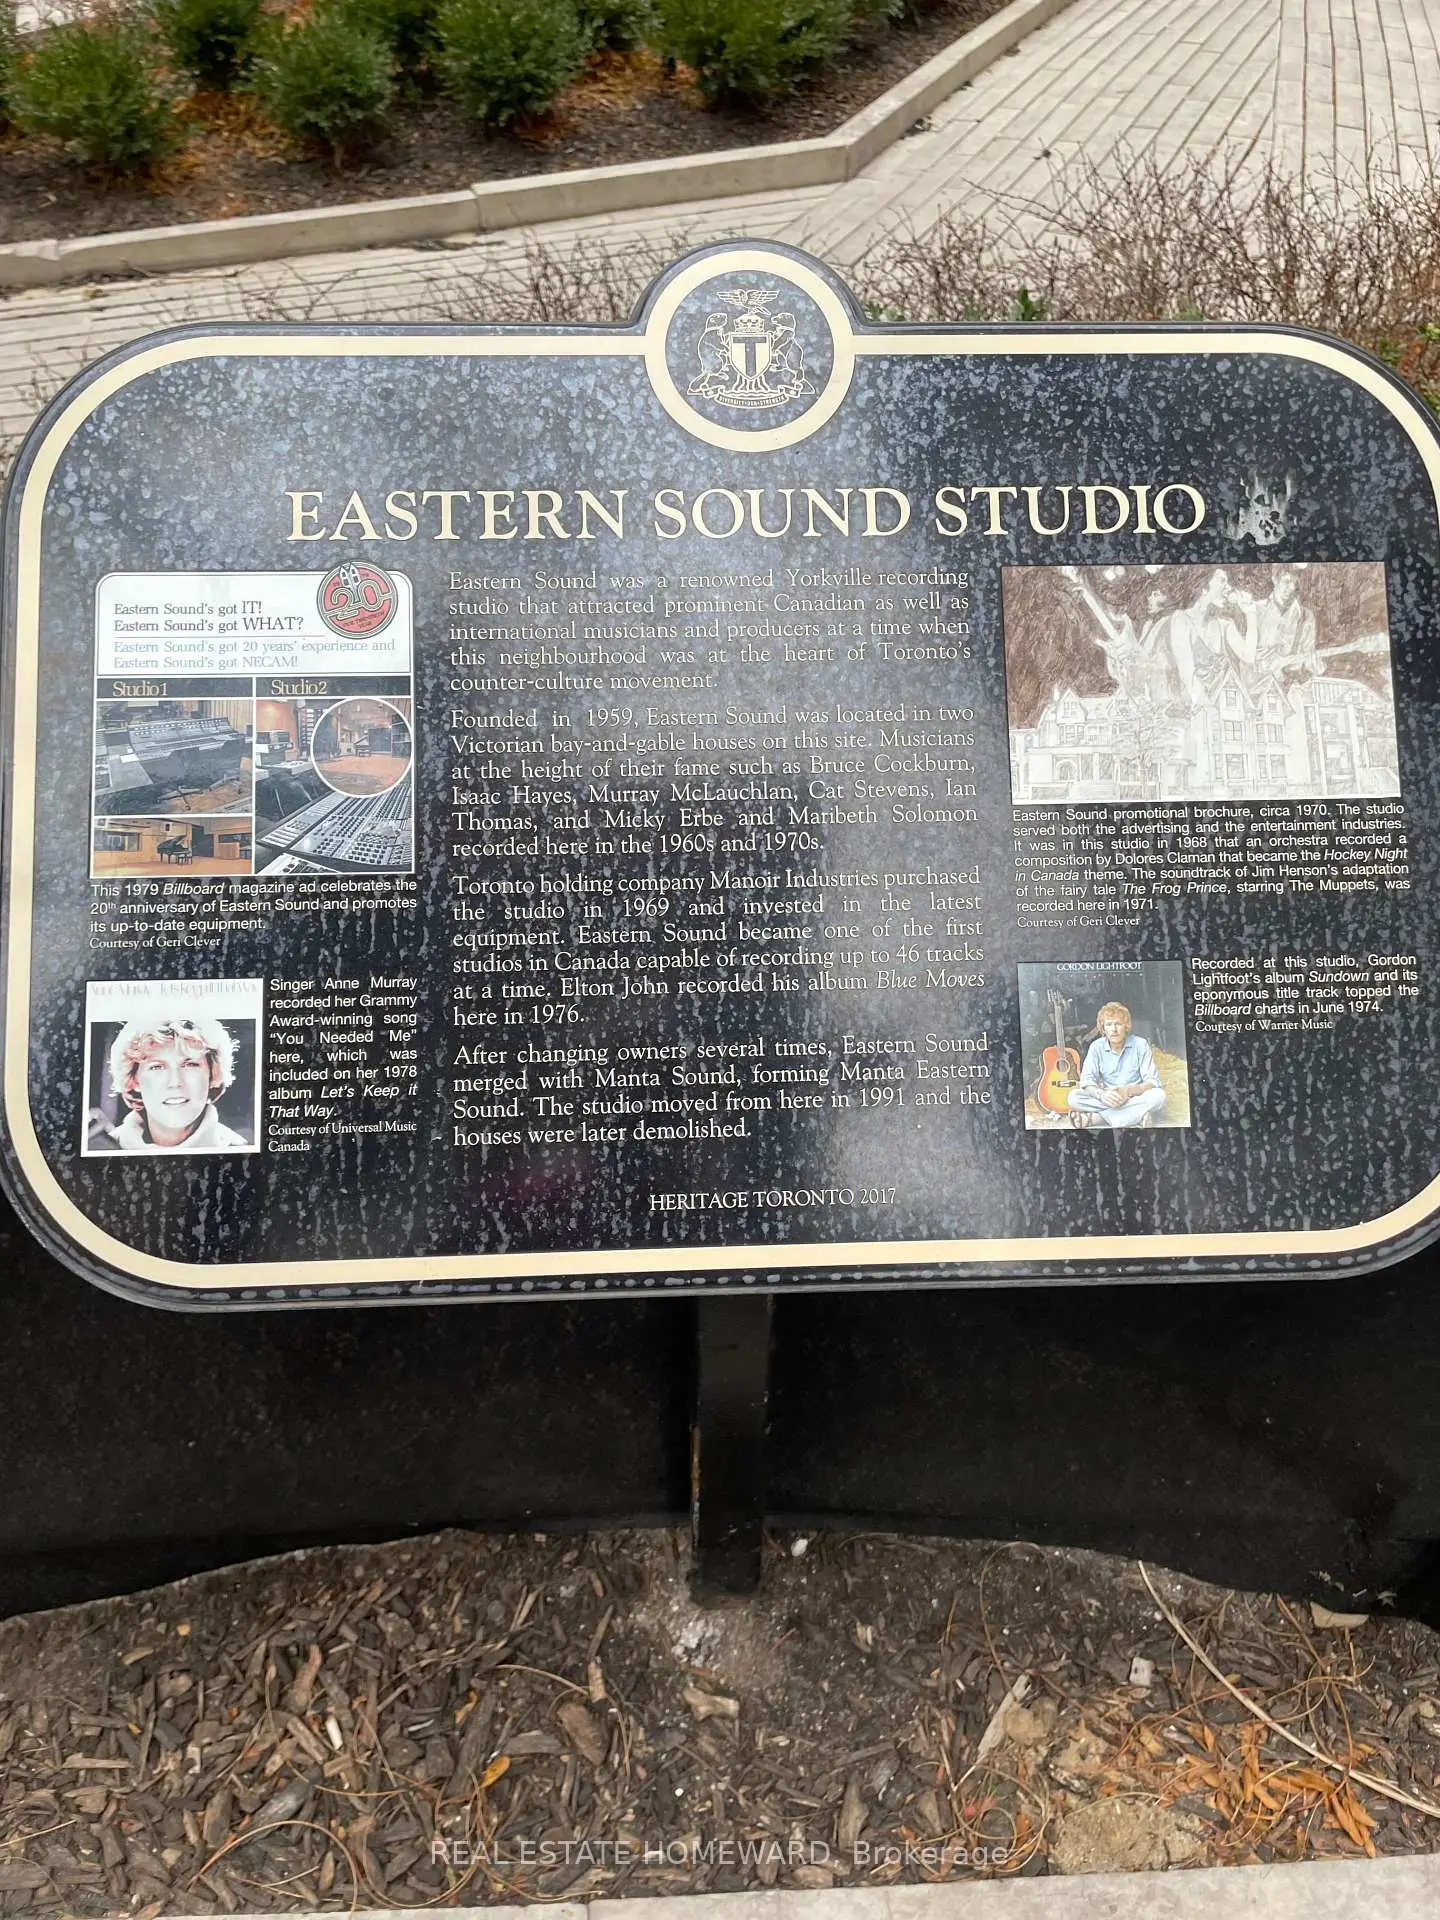 DIVERSITY • OUR • STRENGTH
EASTERN SOUND STUDIO
Eastern Sound's got IT!
Eastern Sound's got WHAT?
Eastern Sound's got 20 years' experience and
Eastern Sound's got NECAM!
20
Studio1 Studio2
This 1979 Billboard magazine ad celebrates the
20th anniversary of Eastern Sound and promotes
its up-to-date equipment.
Courtesy of Geri Clever
Singer Anne Murray
recorded her Grammy
Award-winning song
“You Needed Me”
here, which was
included on her 1978
album Let's Keep it
That Way.
Courtesy of Universal Music
Canada
Eastern Sound was a renowned Yorkville recording
studio that attracted prominent Canadian as well as
international musicians and producers at a time when
this neighbourhood was at the heart of Toronto's
counter-culture movement.
Founded in 1959, Eastern Sound was located in two
Victorian bay-and-gable houses on this site. Musicians
at the height of their fame such as Bruce Cockburn,
Isaac Hayes, Murray McLauchlan, Cat Stevens, Ian
Thomas, and Micky Erbe and Maribeth Solomon
recorded here in the 1960s and 1970s.
Toronto holding company Manoir Industries purchased
the studio in 1969 and invested in the latest
equipment. Eastern Sound became one of the first
studios in Canada capable of recording up to 46 tracks
at a time. Elton John recorded his album Blue Moves
here in 1976.
After changing owners several times, Eastern Sound
merged with Manta Sound, forming Manta Eastern
Sound. The studio moved from here in 1991 and the
houses were later demolished.
HERITAGE TORONTO 2017
Eastern Sound promotional brochure, circa 1970. The studio
served both the advertising and the entertainment industries.
It was in this studio in 1968 that an orchestra recorded a
composition by Dolores Claman that became the Hockey Night
in Canada theme. The soundtrack of Jim Henson's adaptation
of the fairy tale The Frog Prince, starring The Muppets, was
recorded here in 1971.
Courtesy of Geri Clever
GORDON LIGHTFOOT
Recorded at this studio, Gordon
Lightfoot's album Sundown and its
eponymous title track topped the
Billboard charts in June 1974.
Courtesy of Warner Music
REAL ESTATE HOMEWARD, Brokerage